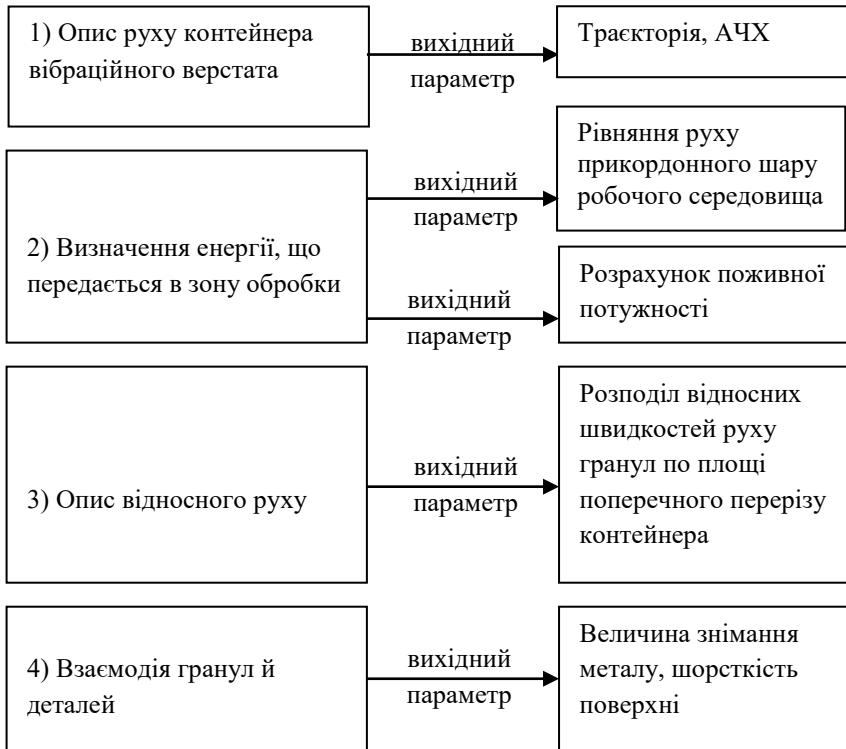 1) Опис руху контейнера
вібраційного верстата
вихідний
параметр
Траєкторія, АЧХ
2) Визначення енергії, що
передається в зону обробки
вихідний
параметр
Рівняння руху
прикордонного шару
робочого середовища
вихідний
параметр
Розрахунок поживної
потужності
3) Опис відносного руху
вихідний
параметр
Розподіл відносних
швидкостей руху
гранул по площі
поперечного перерізу
контейнера
4) Взаємодія гранул й
деталей
вихідний
параметр
Величина знімання
металу, шорсткість
поверхні